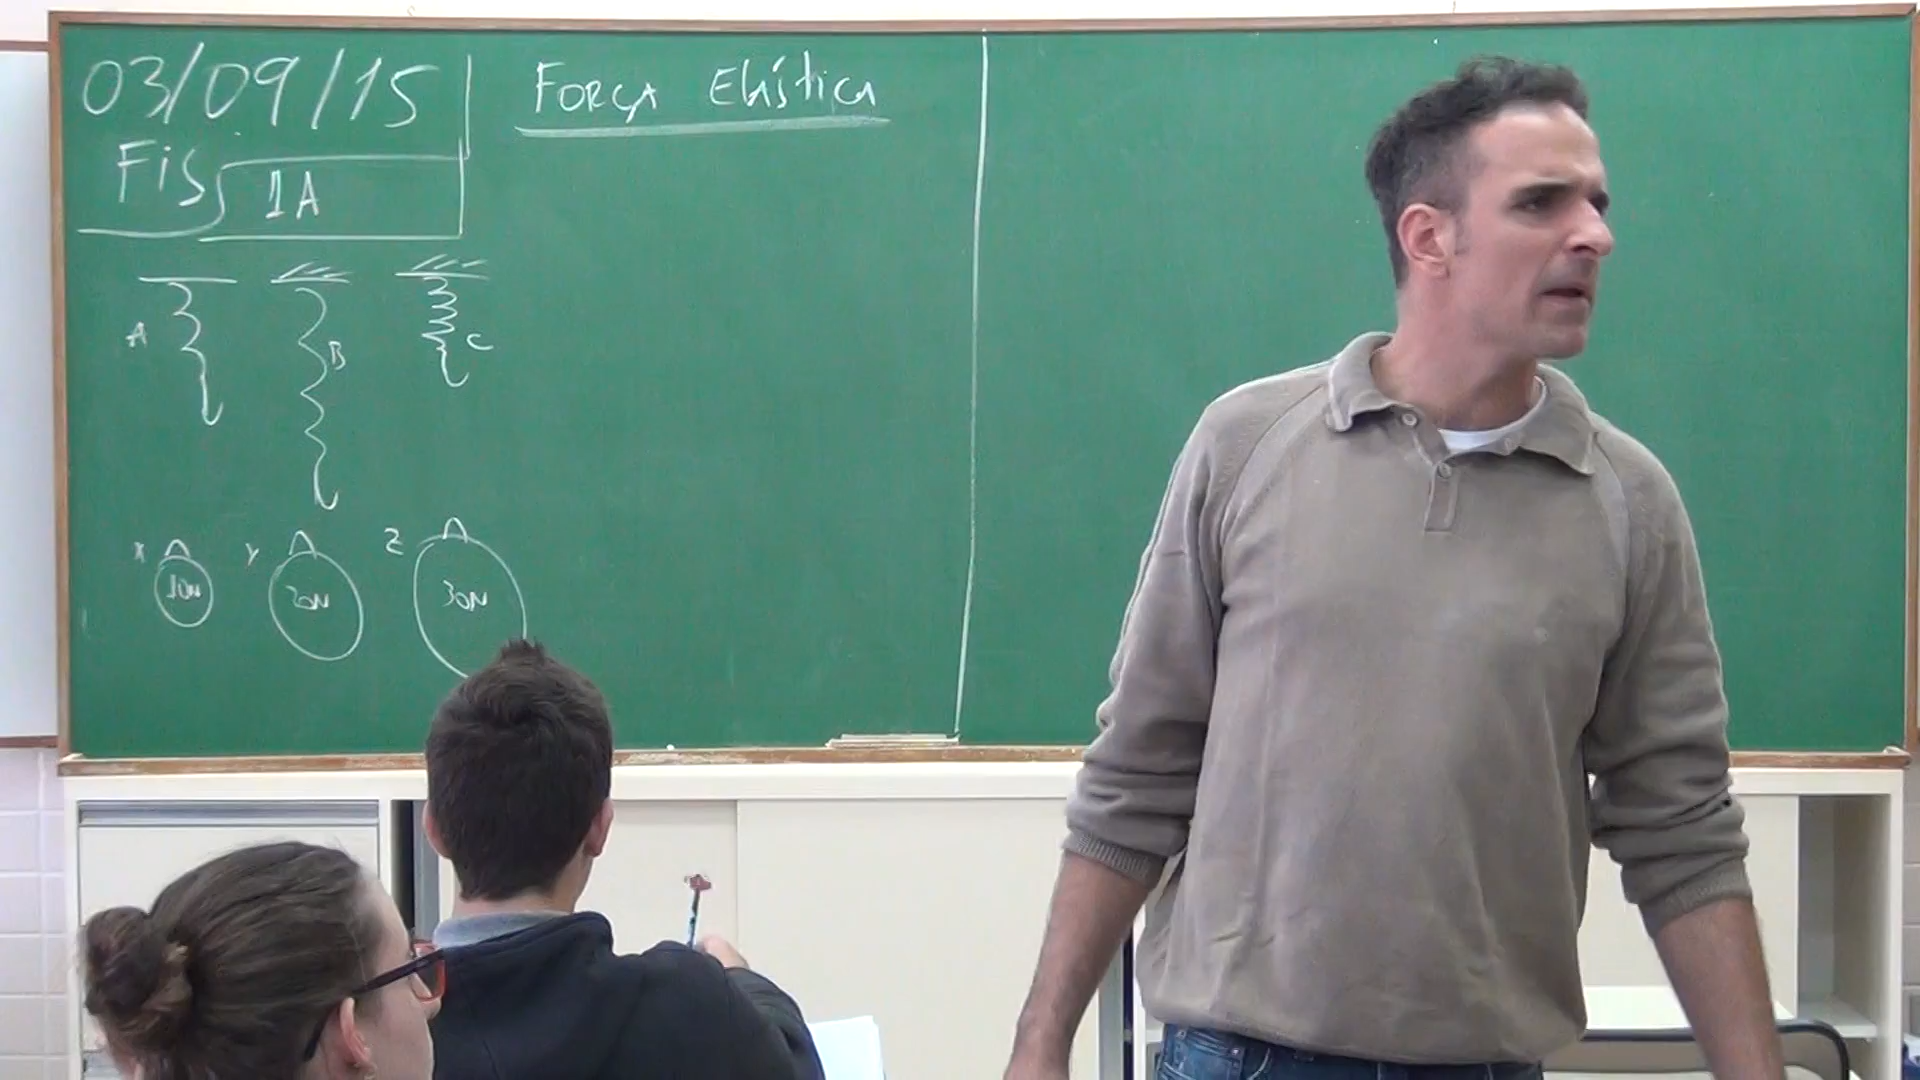 03/09/15
Fis 1A
Força Elástica
A
B
C
X
Y
Z
10N
20N
30N